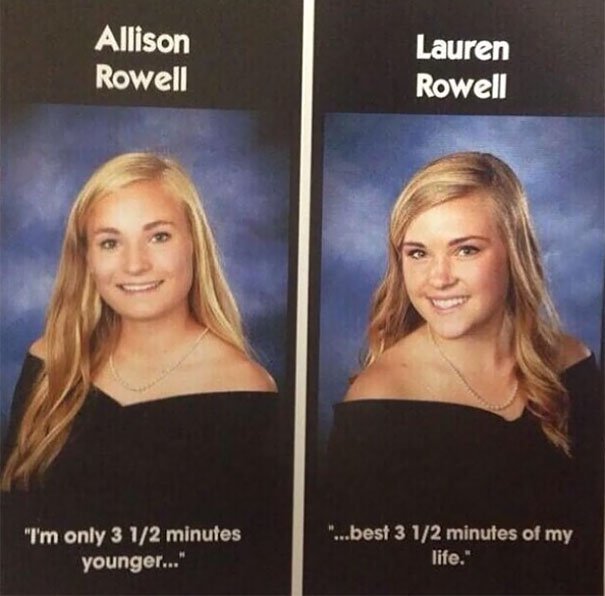 Allison
Rowell
"I'm only 3 1/2 minutes
younger..."
Lauren
Rowell
"...best 3 1/2 minutes of my
life."